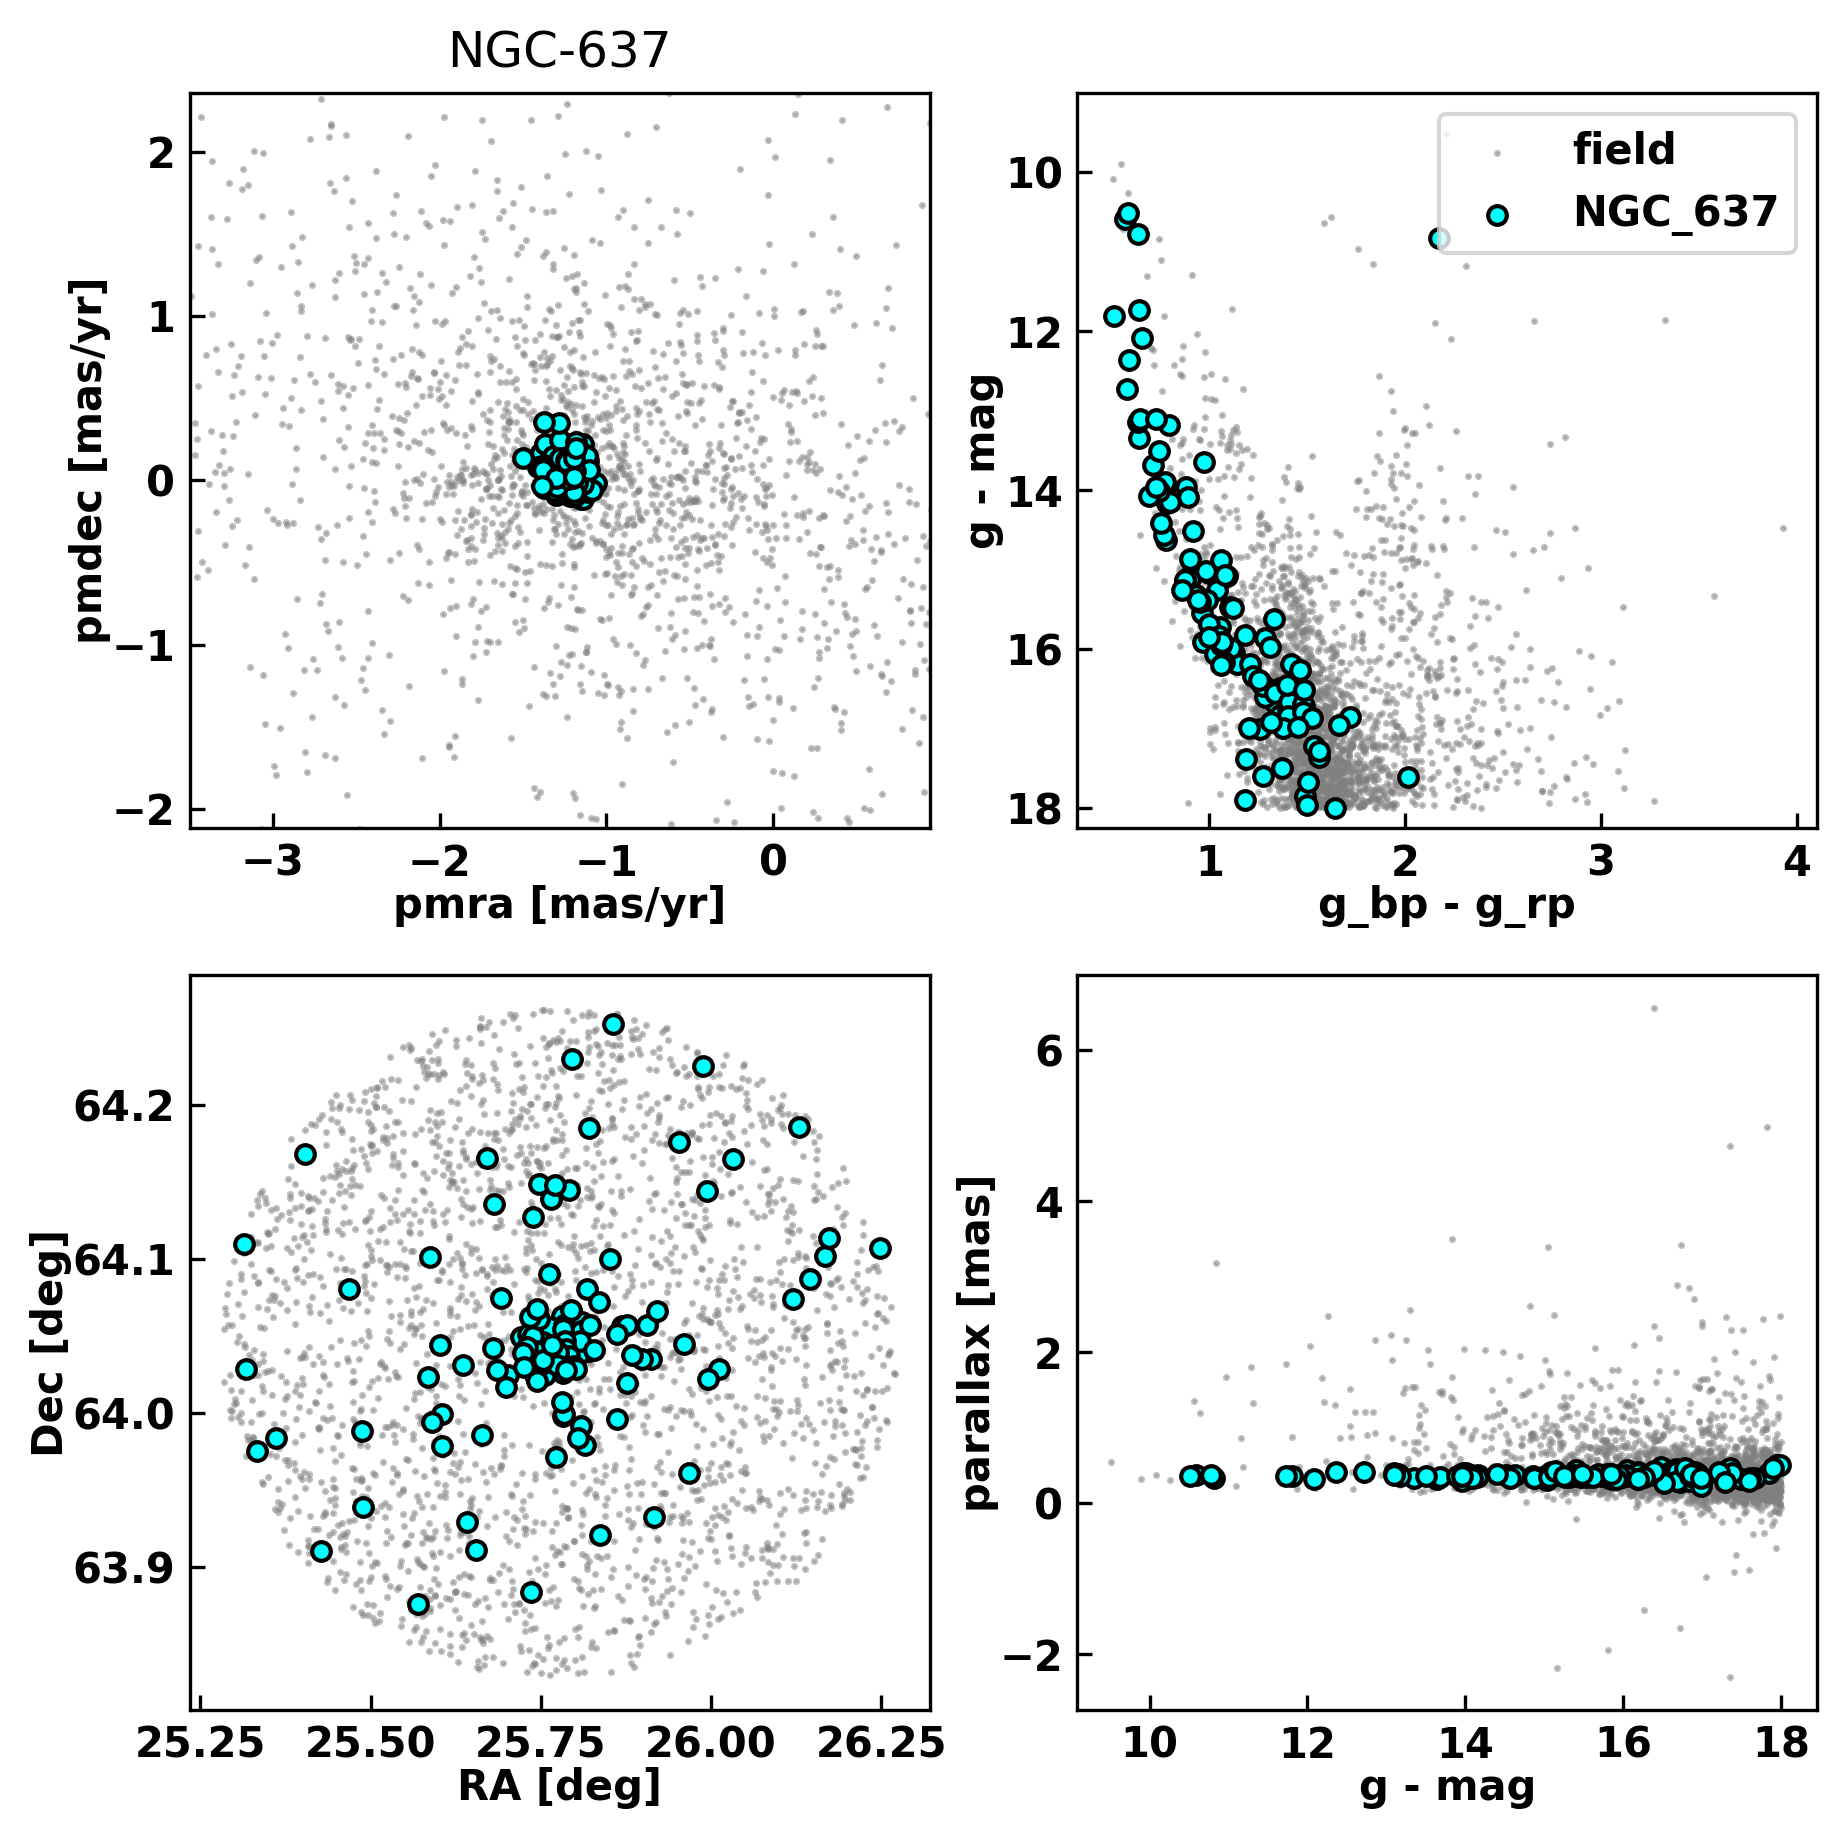 NGC-637
2
1
0
−1
−2
pmdec [mas/yr]
−3 −2 −1 0
pmra [mas/yr]
field
NGC_637
10
12
14
16
18
g - mag
1 2 3 4
g_bp - g_rp
64.2
64.1
64.0
63.9
Dec [deg]
25.25 25.50 25.75 26.00 26.25
RA [deg]
6
4
2
0
−2
parallax [mas]
10 12 14 16 18
g - mag